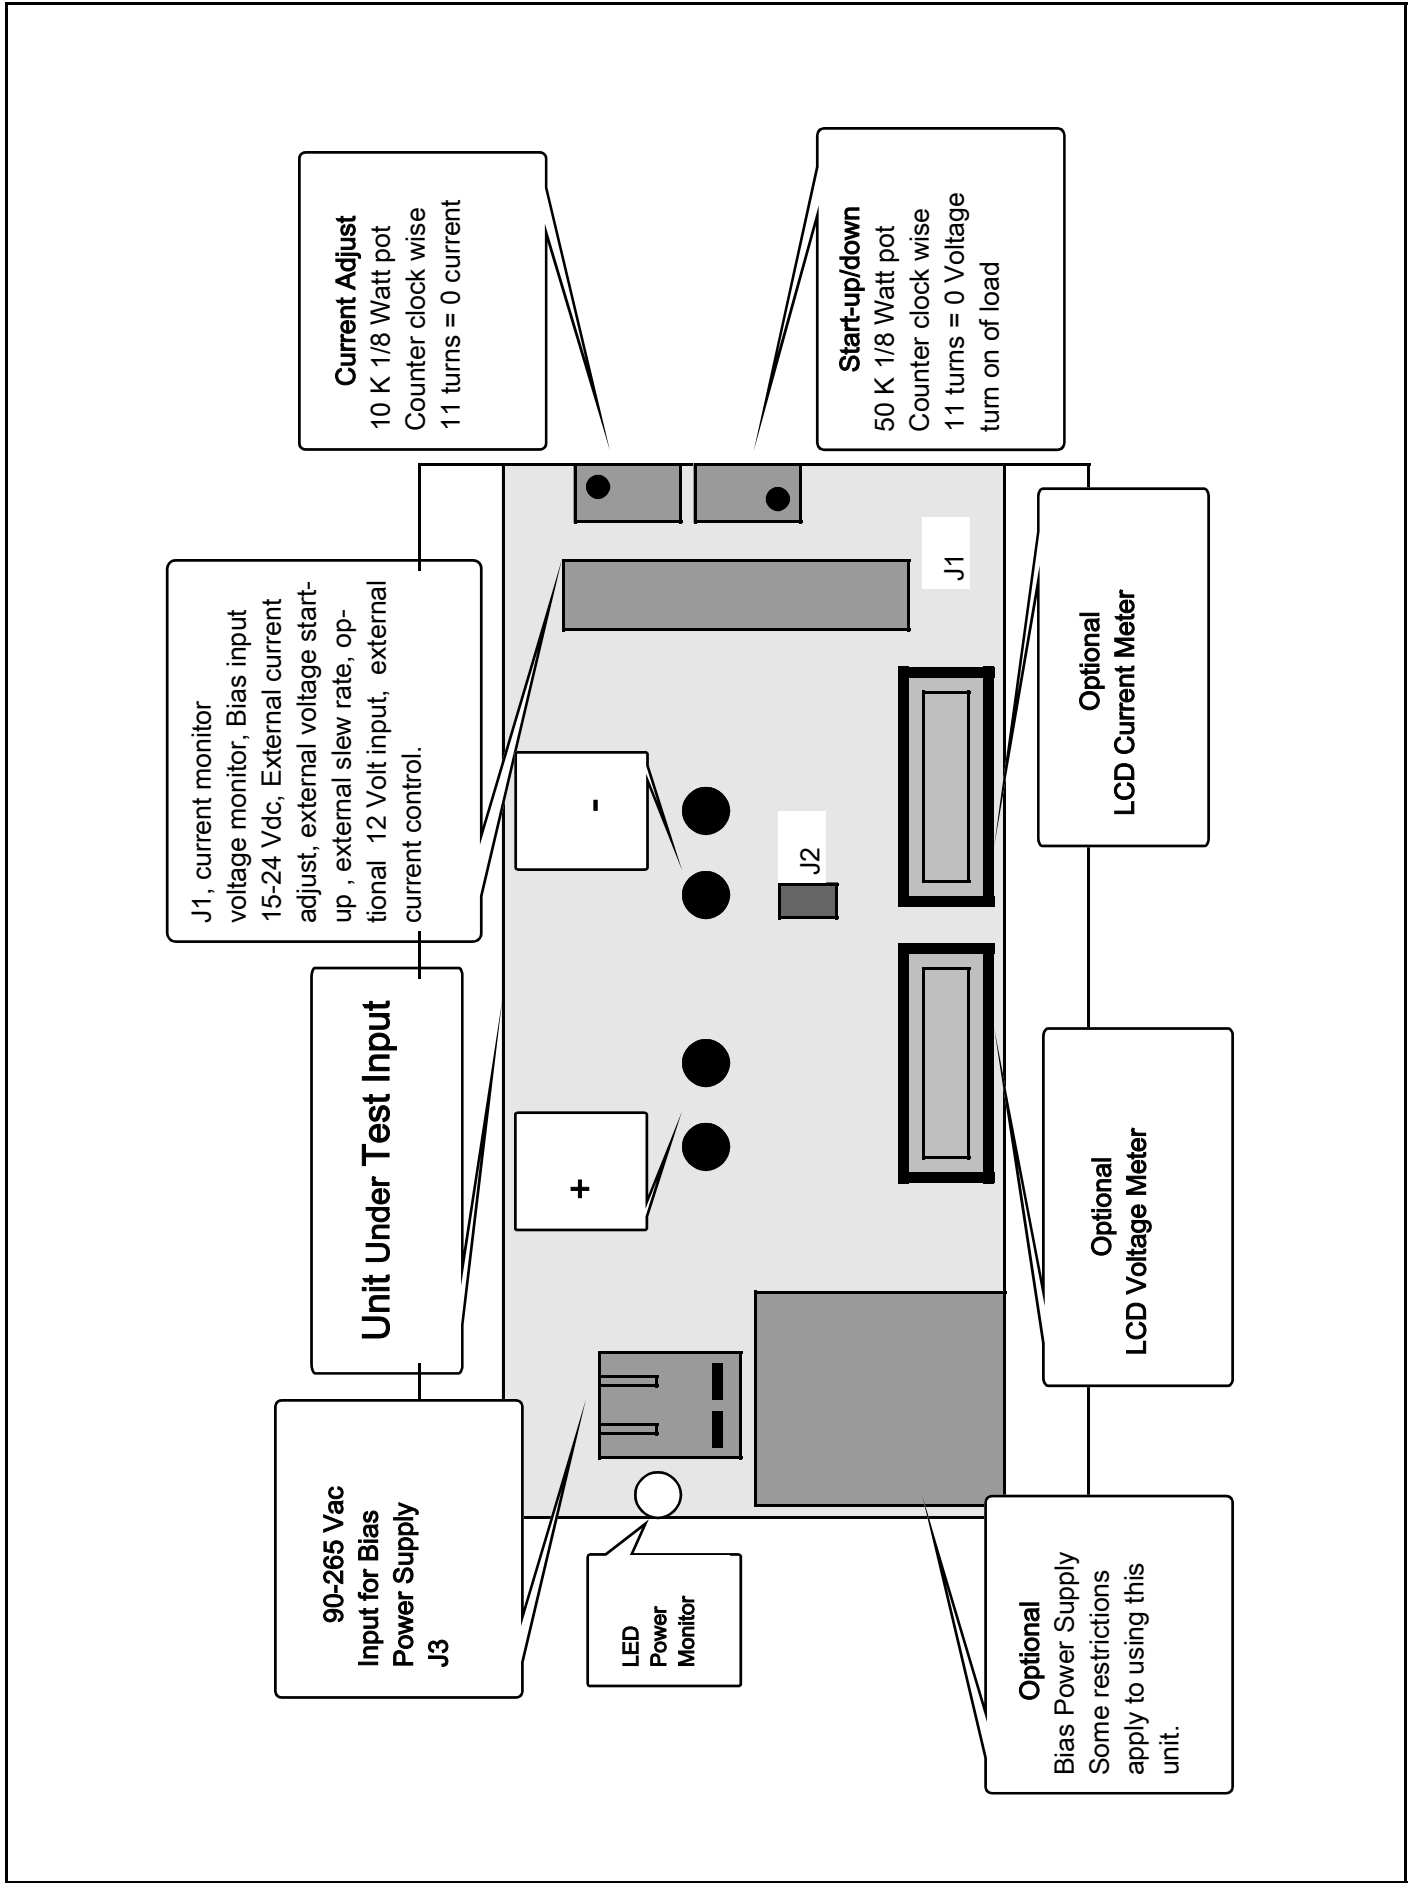 90-265 Vac
Input for Bias
Power Supply
J3
Unit Under Test Input
J1, current monitor
voltage monitor, Bias input
15-24 Vdc, External current
adjust, external voltage start-
up , external slew rate, op-
tional  12 Volt input,  external
current control.
Current Adjust
10 K 1/8 Watt pot
Counter clock wise
11 turns = 0 current
LED
Power
Monitor
+
-
J2
J1
Start-up/down
50 K 1/8 Watt pot
Counter clock wise
11 turns = 0 Voltage
turn on of load
Optional
Bias Power Supply
Some restrictions
apply to using this
unit.
Optional
LCD Voltage Meter
Optional
LCD Current Meter